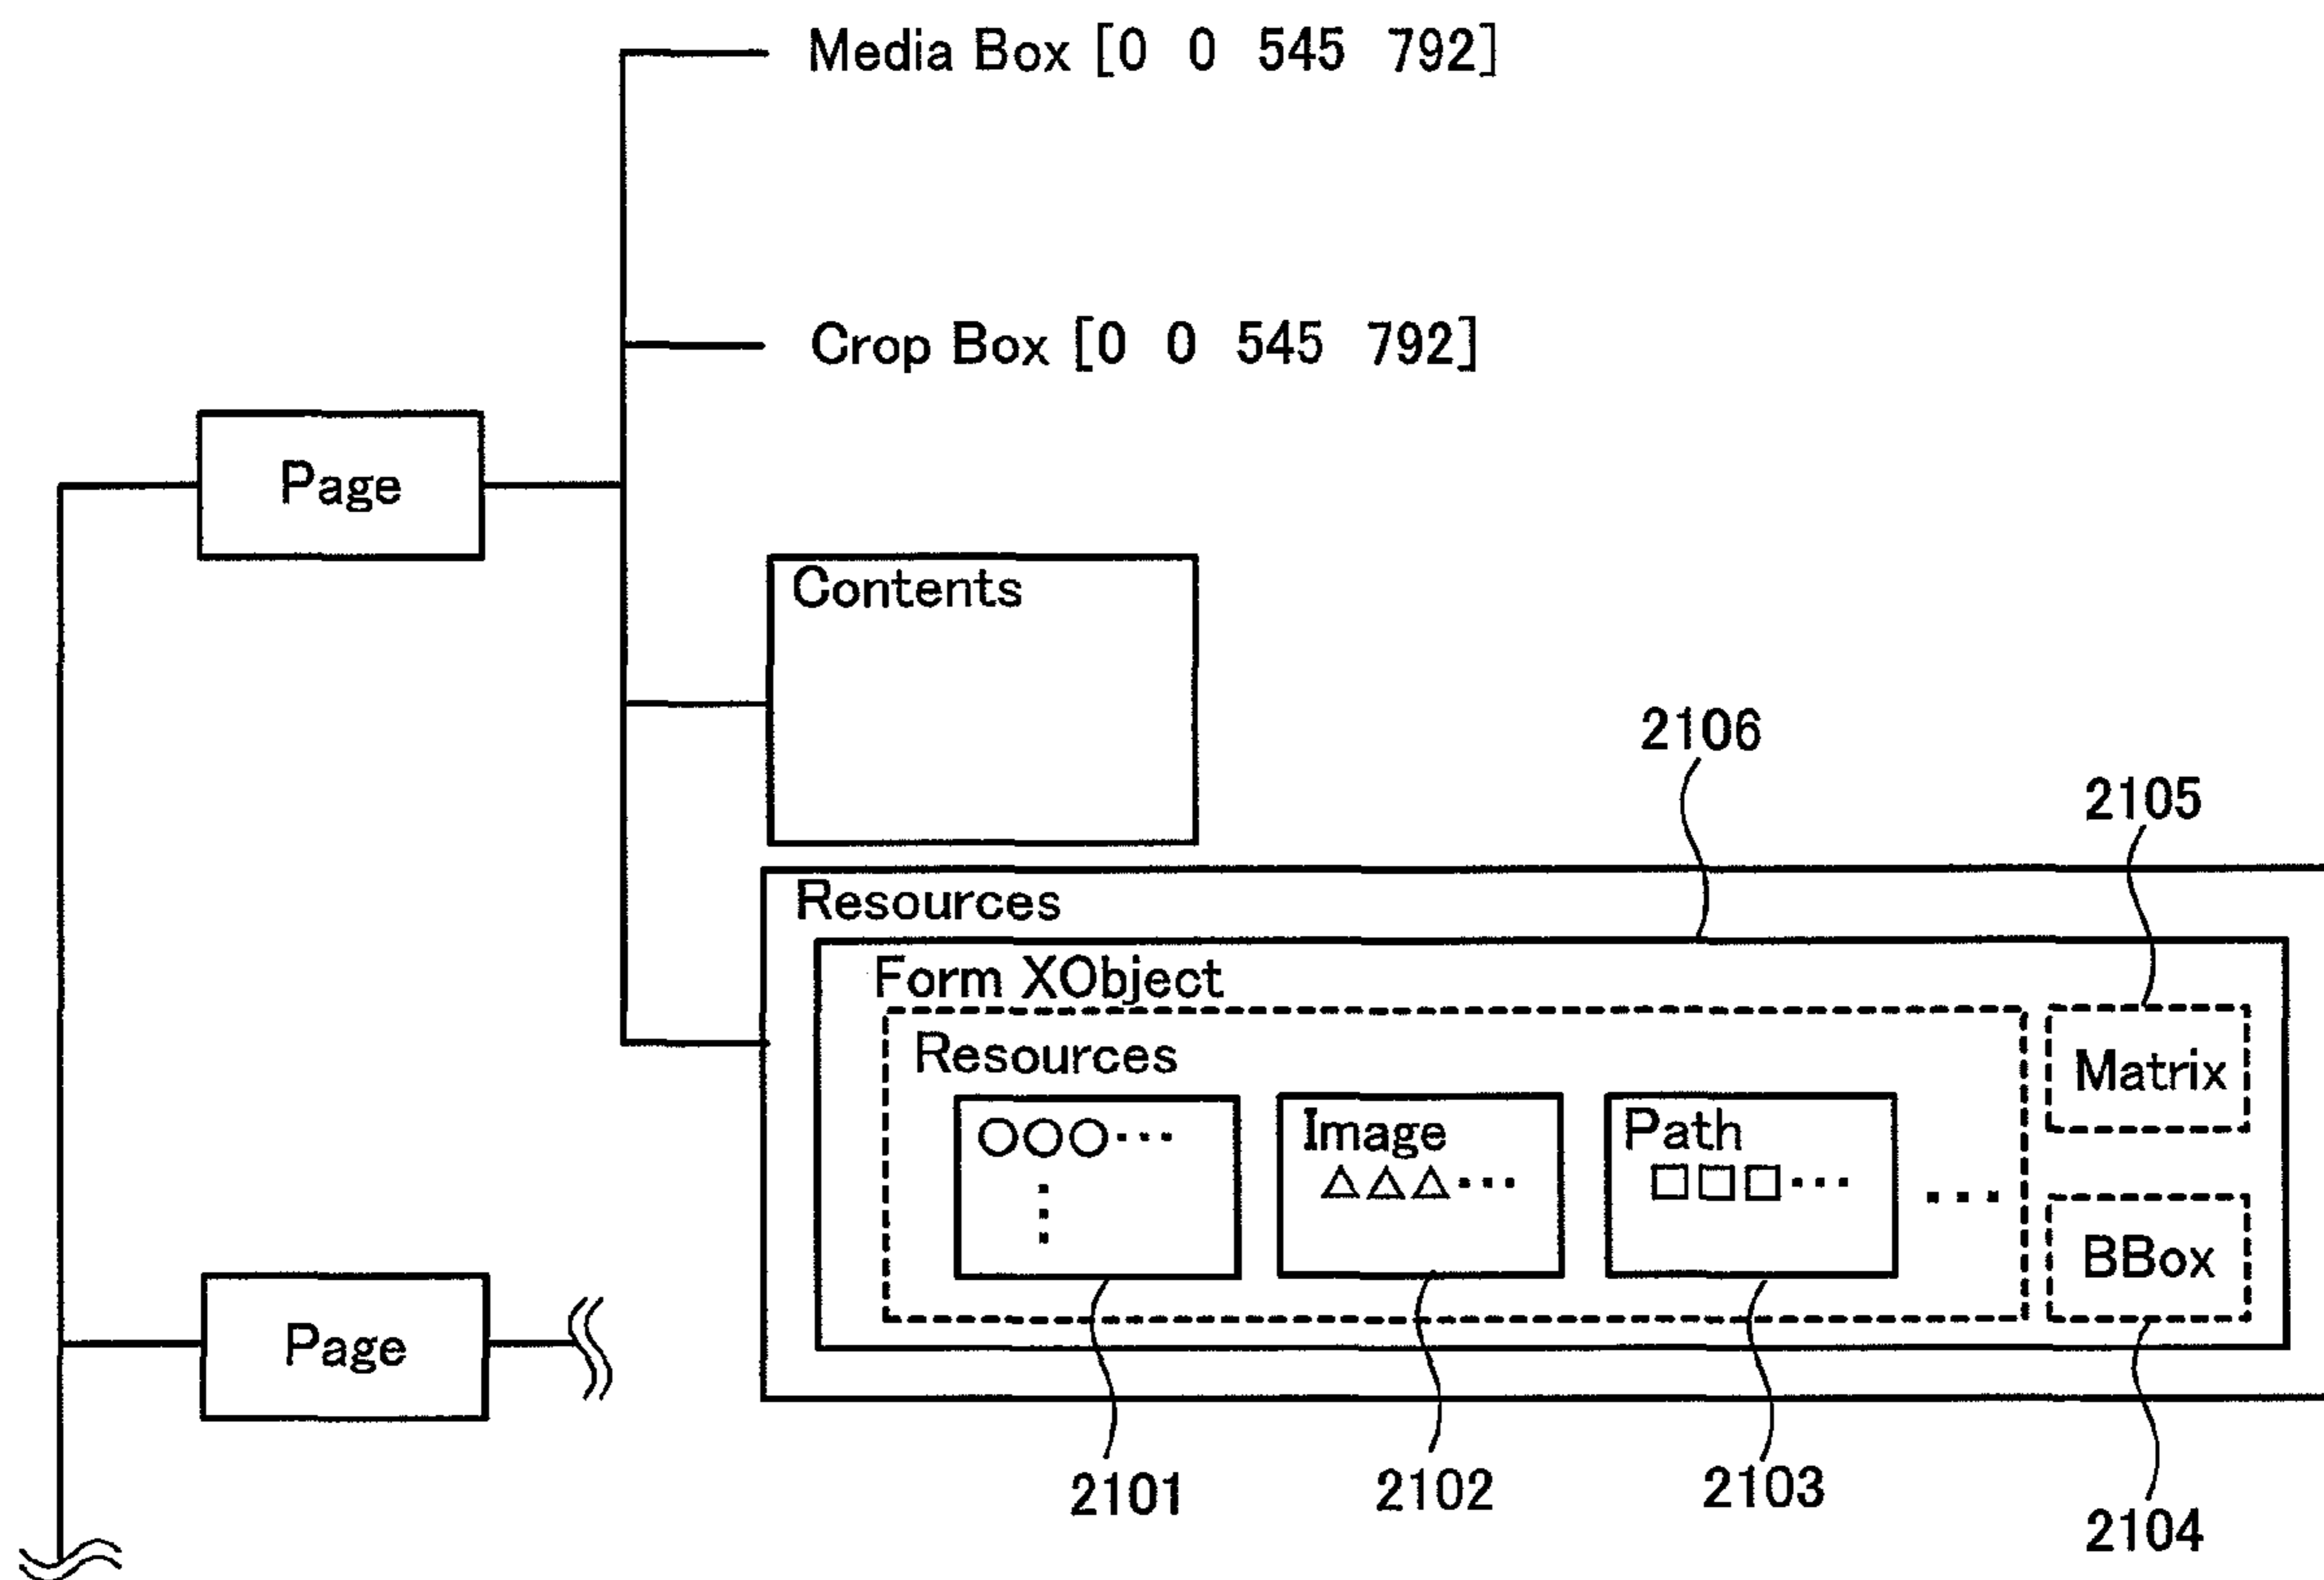 Media Box [0 0 545 792]
Crop Box [0 0 545 792]
Page
Contents
2106
2105
Resources
Form XObject
Resources
Matrix
○○○···
Image
△△△···
Path
□□□···
BBox
Page
2101
2102
2103
2104